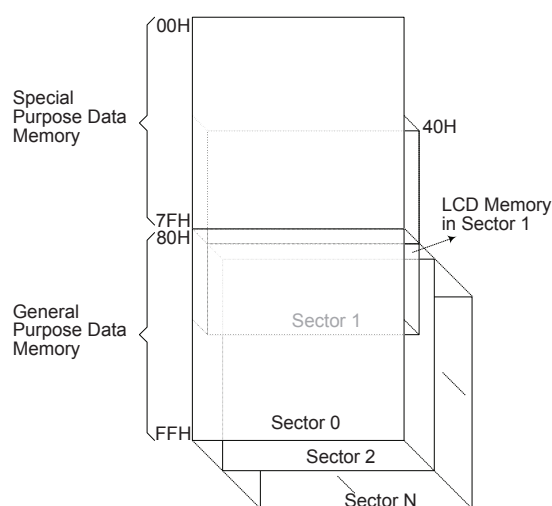 00H
Special
Purpose Data
Memory
40H
LCD Memory
in Sector 1
7FH
80H
General
Purpose Data
Memory
Sector 1
Sector 0
FFH
Sector 2
Sector N